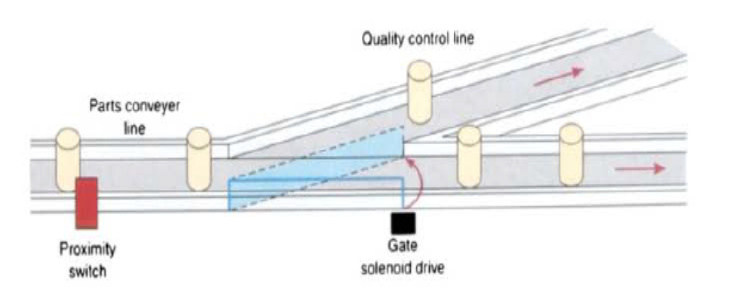 Quality control line
Parts conveyer
line
Proximity
switch
Gate
solenoid drive